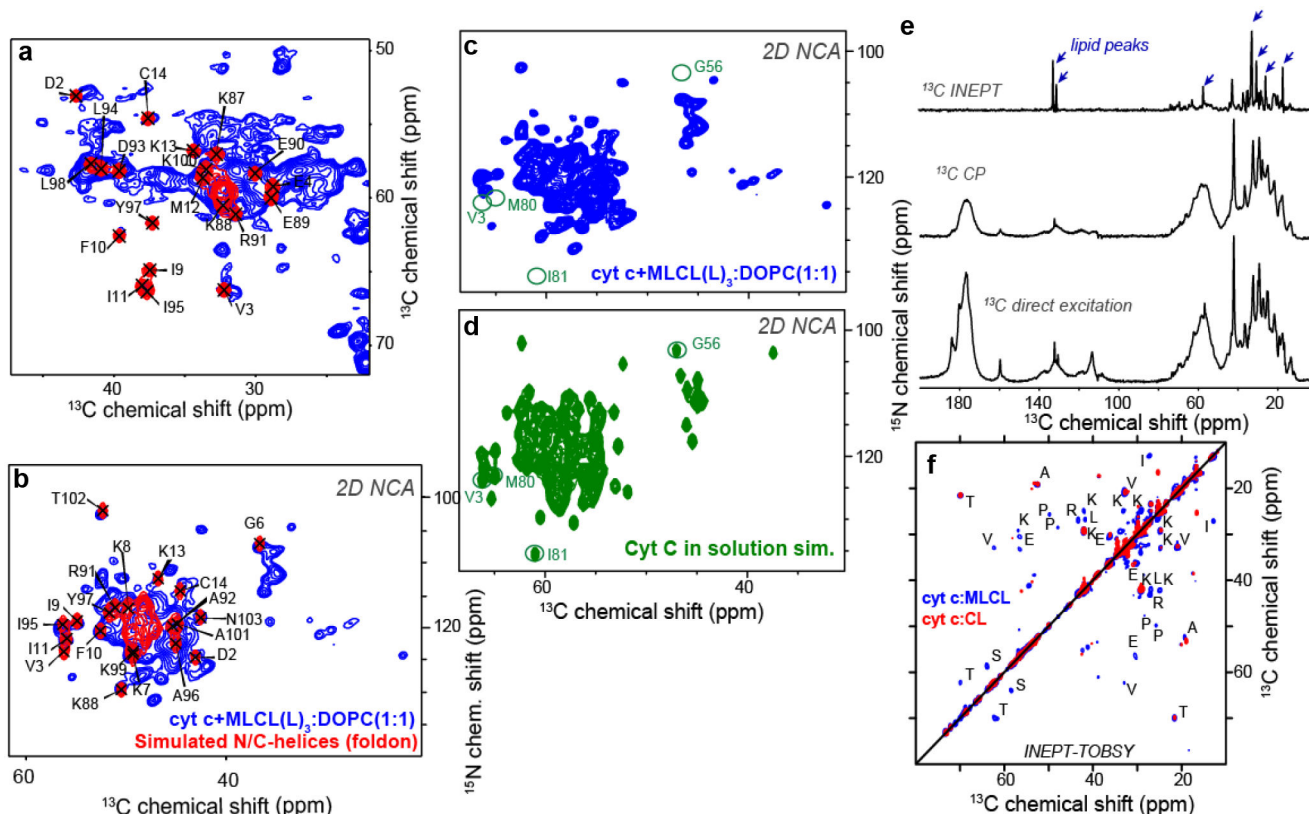 a
D2
C14
L94
K87
D93
K13
K100
E90
L98
E4
Y97
M12
K88
E89
R91
F10
I9
I11
I95
V3
50
60
70
40
30
13C chemical shift (ppm)
13C chemical shift (ppm)
b
2D NCA
T102
G6
K8
K13
R91
C14
I9
Y97
A92
I95
N103
I11
F10
A101
V3
K99
D2
K7
K88
A96
cyt c+MLCL(L)3:DOPC(1:1)
Simulated N/C-helices (foldon)
100
120
60
40
13C chemical shift (ppm)
15N chem. shift (ppm)
c
2D NCA
G56
V3
M80
I81
cyt c+MLCL(L)3:DOPC(1:1)
100
120
15N chemical shift (ppm)
d
2D NCA
G56
V3
M80
I81
Cyt C in solution sim.
100
120
60
40
13C chemical shift (ppm)
e
lipid peaks
13C INEPT
13C CP
13C direct excitation
180
140
100
60
20
13C chemical shift (ppm)
f
I
A
V
T
K
K
K
R
P
K
L
K
V
E
P
K
E
K
K
V
I
E
K
L
K
R
P
P
A
E
S
T
S
V
T
cyt c:MLCL
cyt c:CL
INEPT-TOBSY
20
40
60
60
40
20
13C chemical shift (ppm)
13C chemical shift (ppm)